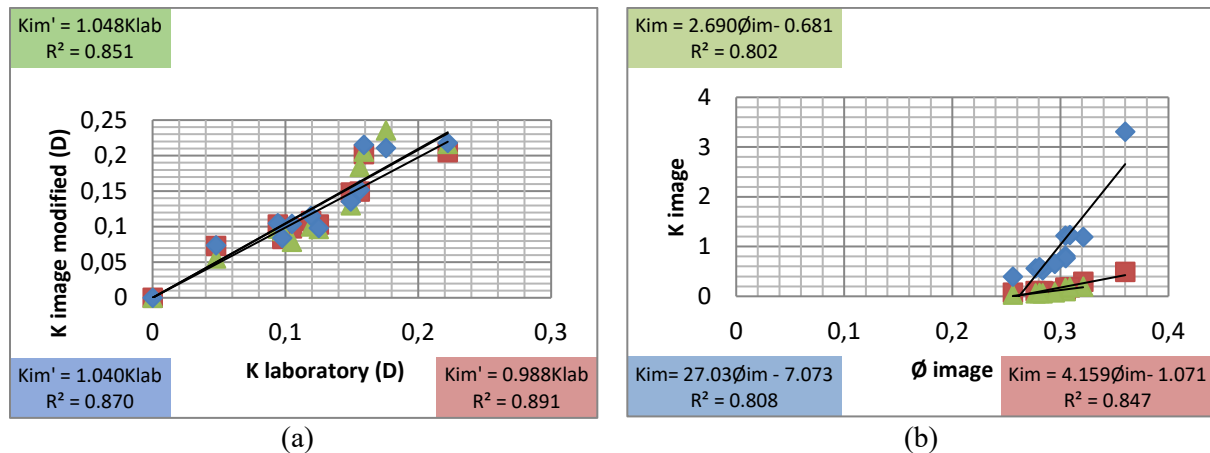 Kim' = 1.048Klab
R² = 0.851
K image modified (D)
0,25
0,2
0,15
0,1
0,05
0
0
0,1
0,2
0,3
K laboratory (D)
Kim' = 1.040Klab
R² = 0.870
Kim' = 0.988Klab
R² = 0.891
(a)
Kim = 2.690Øim- 0.681
R² = 0.802
K image
4
3
2
1
0
0
0,1
0,2
0,3
0,4
Ø image
Kim= 27.03Øim - 7.073
R² = 0.808
Kim = 4.159Øim- 1.071
R² = 0.847
(b)